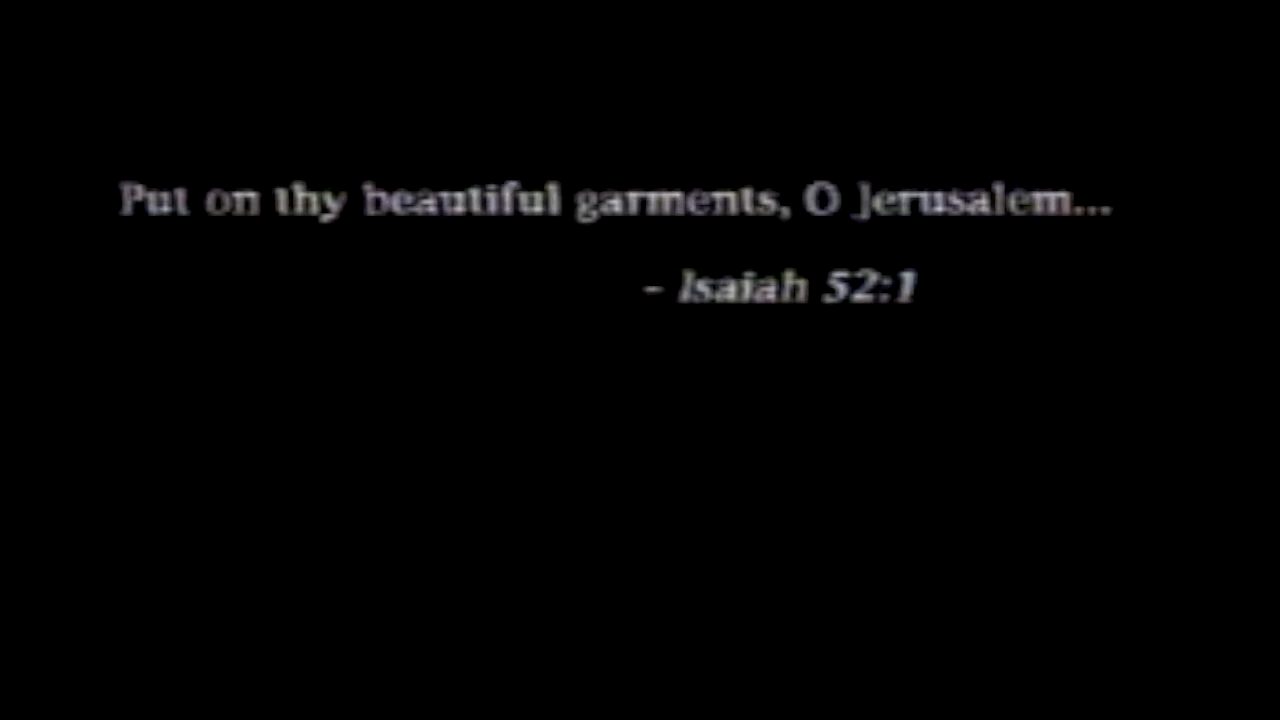 Put on thy beautiful garments, O Jerusalem...
- Isaiah 52:1